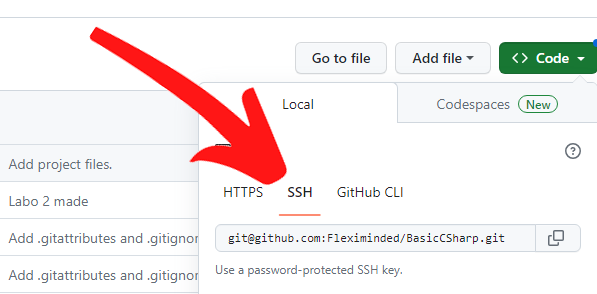 Go to file
Add file
<> Code
Local
Codespaces
New
Add project files.
HTTPS
SSH
GitHub CLI
Labo 2 made
Add .gitattributes and .gitignor
git@github.com:Fleximinded/BasicCSharp.git
Use a password-protected SSH key.
Add .gitattributes and .gitignor